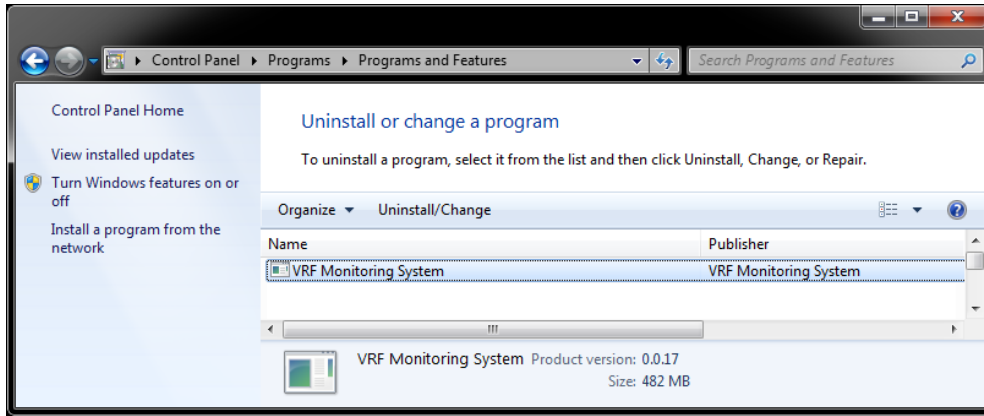 Control Panel Programs Programs and Features Search Programs and Features
Control Panel Home
View installed updates
Turn Windows features on or
off
Install a program from the
network
Uninstall or change a program
To uninstall a program, select it from the list and then click Uninstall, Change, or Repair.
Organize Uninstall/Change
Name Publisher
VRF Monitoring System VRF Monitoring System
VRF Monitoring System Product version: 0.0.17
Size: 482 MB